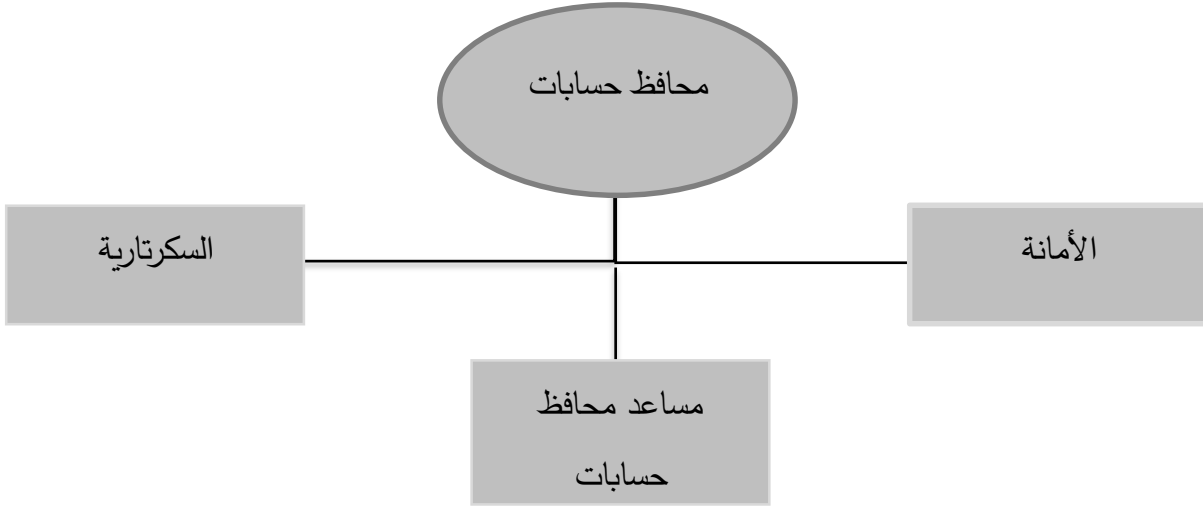 محافظ حسابات
الأمانة
السكرتارية
مساعد محافظ
حسابات